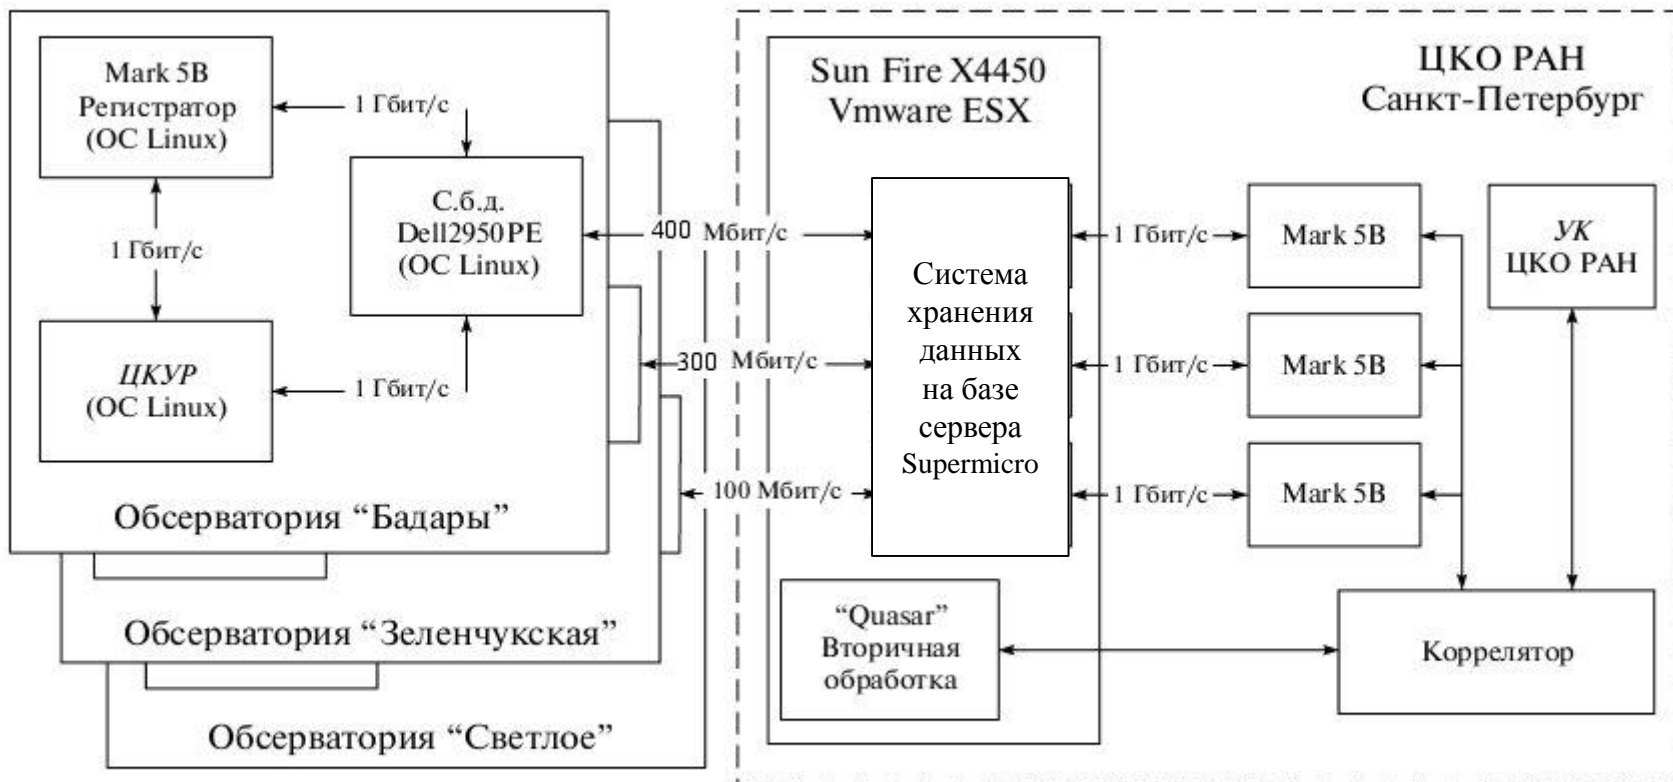 Mark 5B
Регистратор
(ОС Linux)
1 Гбит/с
С.б.д.
Dell2950PE
(ОС Linux)
1 Гбит/с
ЦКУР
(ОС Linux)
1 Гбит/с
Обсерватория “Бадары”
Обсерватория “Зеленчукская”
Обсерватория “Светлое”
400 Мбит/с
300 Мбит/с
100 Мбит/с
Sun Fire X4450
Vmware ESX
Система
хранения
данных
на базе
сервера
Supermicro
“Quasar”
Вторичная
обработка
ЦКО РАН
Санкт-Петербург
1 Гбит/с
Mark 5B
1 Гбит/с
Mark 5B
1 Гбит/с
Mark 5B
УК
ЦКО РАН
Коррелятор